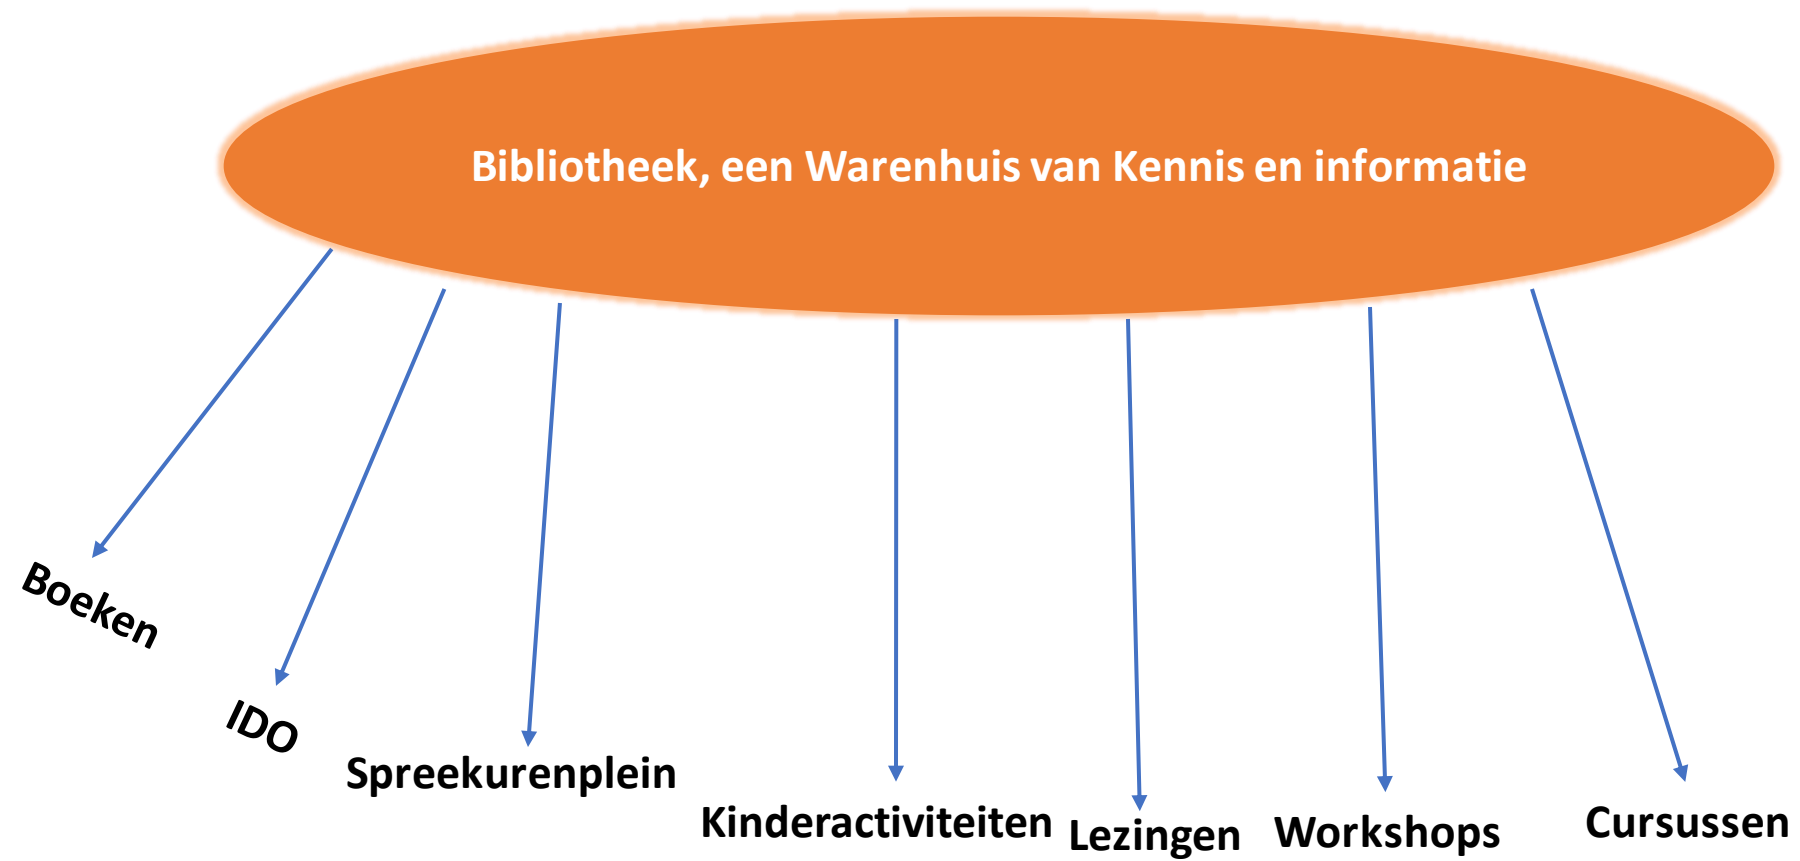 Bibliotheek, een Warenhuis van Kennis en informatie
Boeken
IDO
Spreekurenplein
Kinderactiviteiten
Lezingen
Workshops
Cursussen